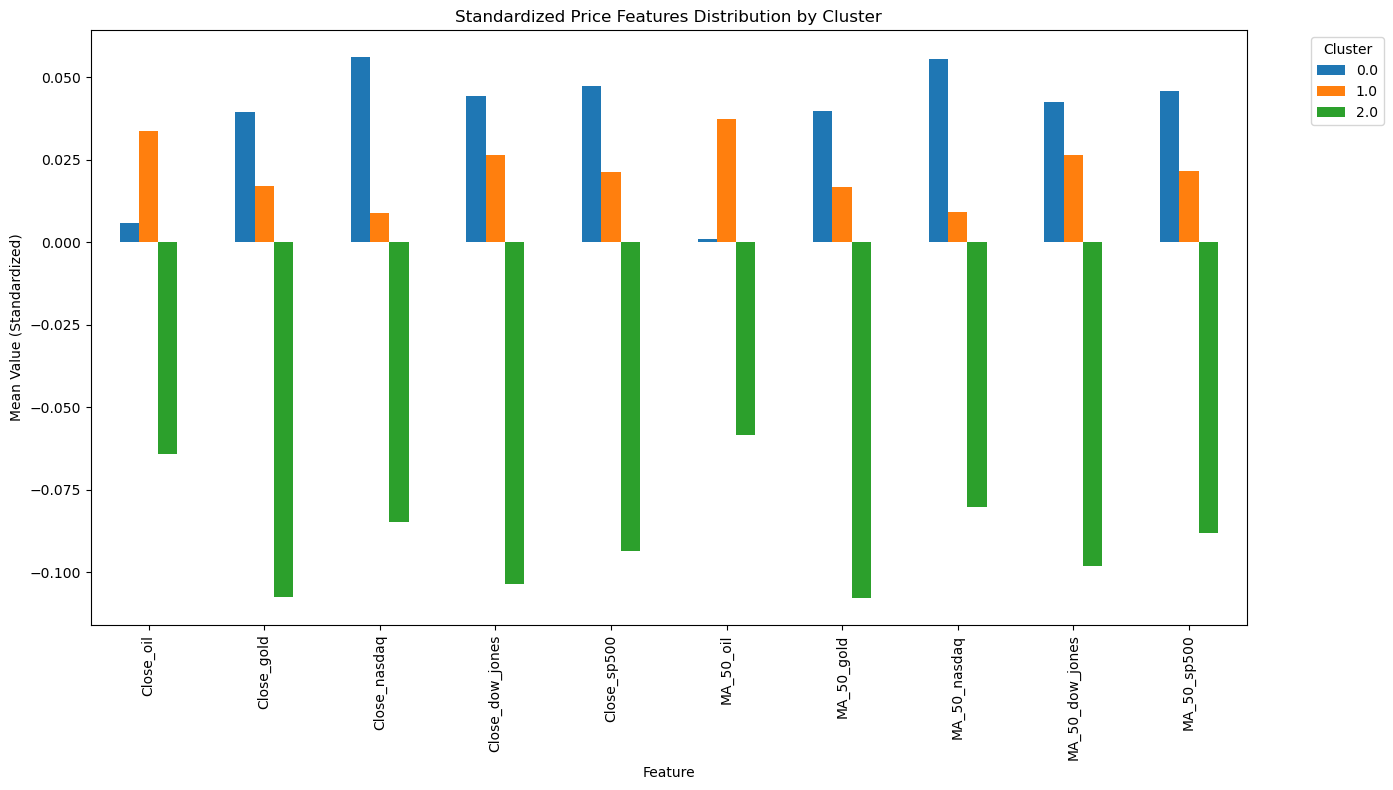 Standardized Price Features Distribution by Cluster
Cluster
0.0
1.0
2.0
Mean Value (Standardized)
0.050
0.025
0.000
−0.025
−0.050
−0.075
−0.100
Close_oil
Close_gold
Close_nasdaq
Close_dow_jones
Close_sp500
MA_50_oil
MA_50_gold
MA_50_nasdaq
MA_50_dow_jones
MA_50_sp500
Feature